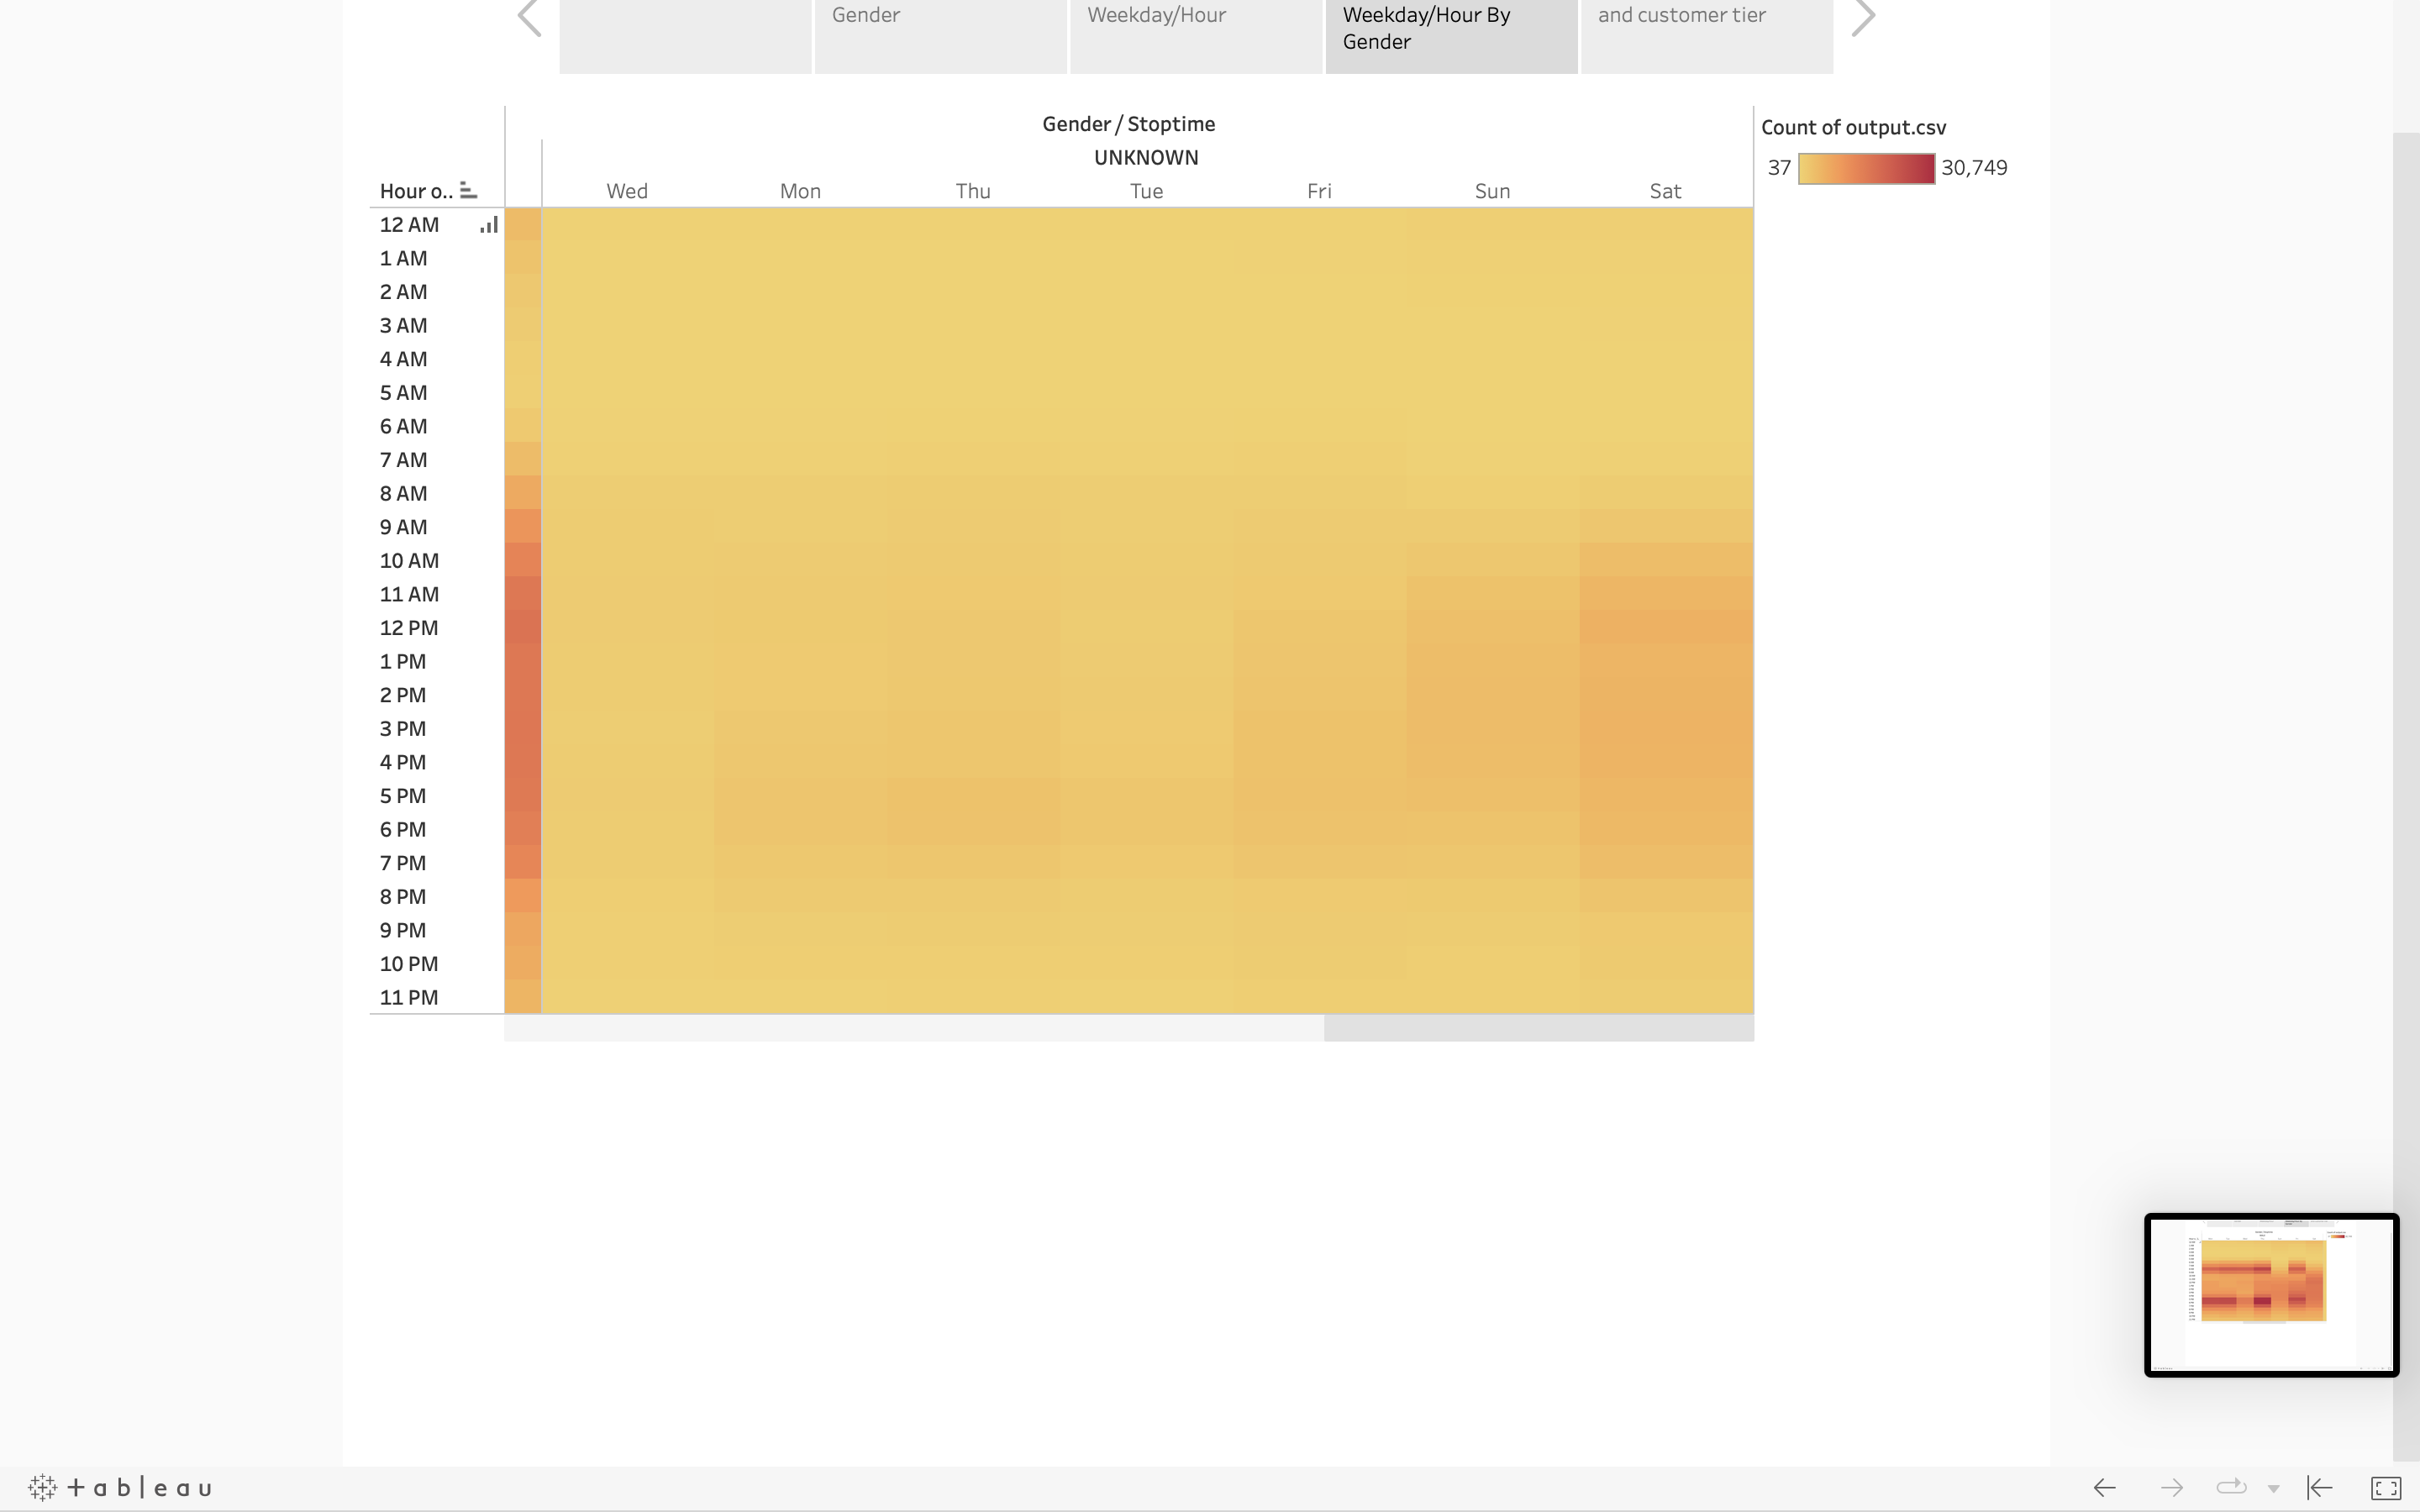 Gender
Weekday/Hour
Weekday/Hour By
Gender
and customer tier
Gender / Stoptime
UNKNOWN
Hour o..
Wed
Mon
Thu
Tue
Fri
Sun
Sat
Count of output.csv
37
30,749
12 AM
1 AM
2 AM
3 AM
4 AM
5 AM
6 AM
7 AM
8 AM
9 AM
10 AM
11 AM
12 PM
1 PM
2 PM
3 PM
4 PM
5 PM
6 PM
7 PM
8 PM
9 PM
10 PM
11 PM
+ableau